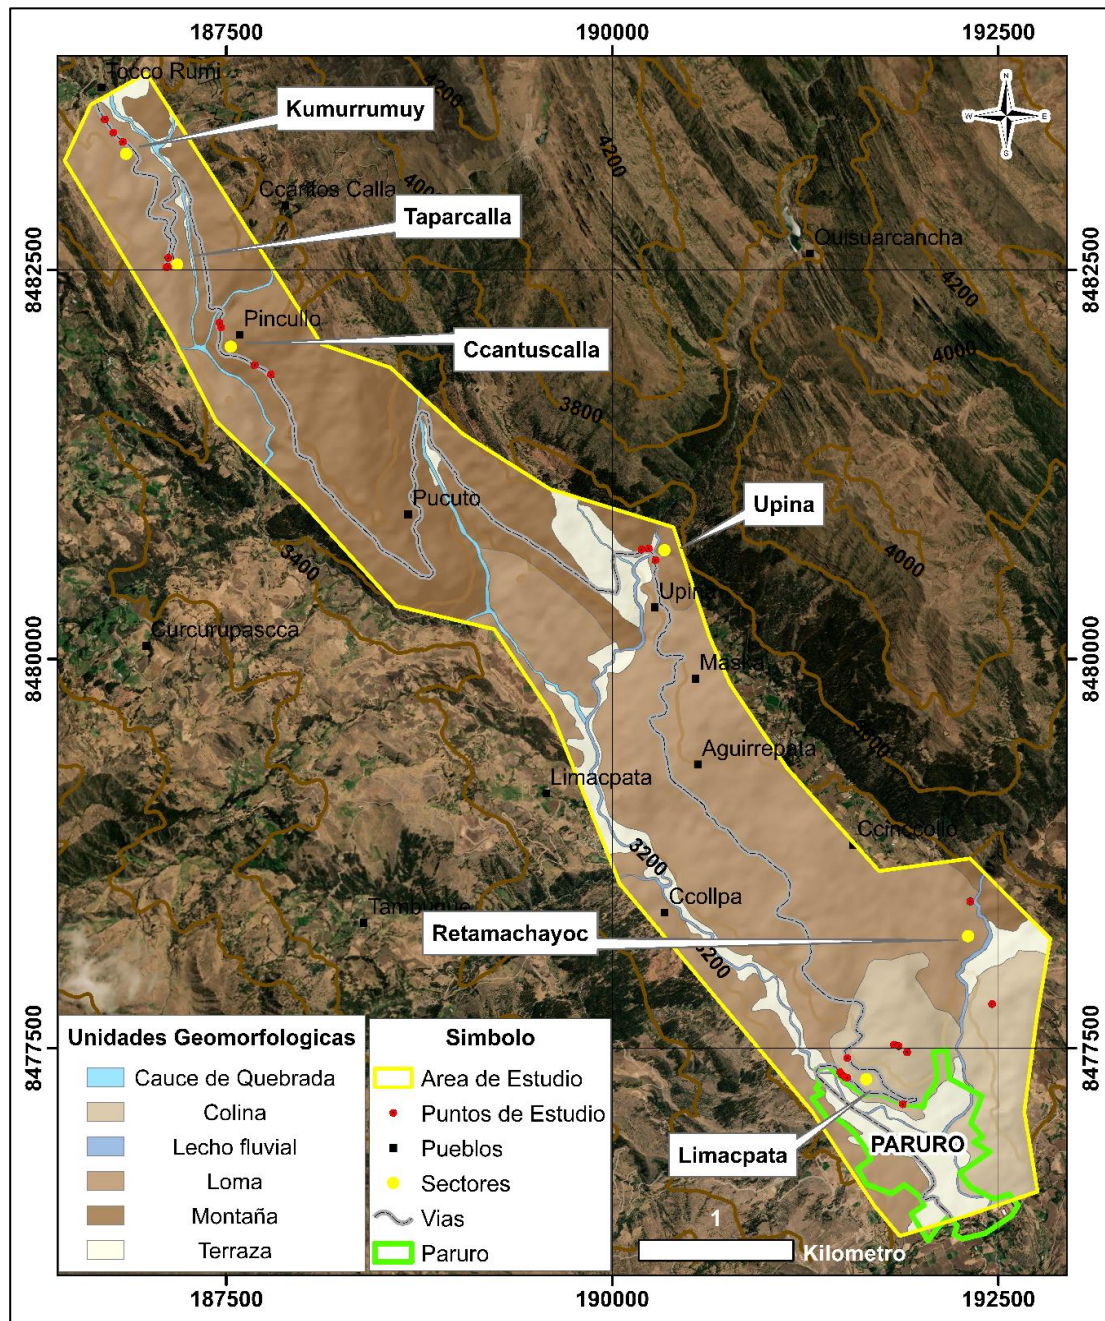 187500
190000
192500
Tocco Rumi
4200
Kumurrumuy
N
W
E
S
4200
4000
Ccantos Calla
Taparcalla
Quisuarcancha
8482500
8482500
4200
Pincullo
Ccantuscalla
4000
3800
Pucuto
Upina
4000
3400
Upina
Curcurupascca
8480000
8480000
Maska
Aguirrepata
Limacpata
Ccinccollo
3200
Ccollpa
Retamachayoc
3200
8477500
8477500
Limacpata
PARURO
Unidades Geomorfologicas
Cauce de Quebrada
Colina
Lecho fluvial
Loma
Montaña
Terraza
Simbolo
Area de Estudio
Puntos de Estudio
Pueblos
Sectores
Vias
Paruro
1
Kilometro
187500
190000
192500